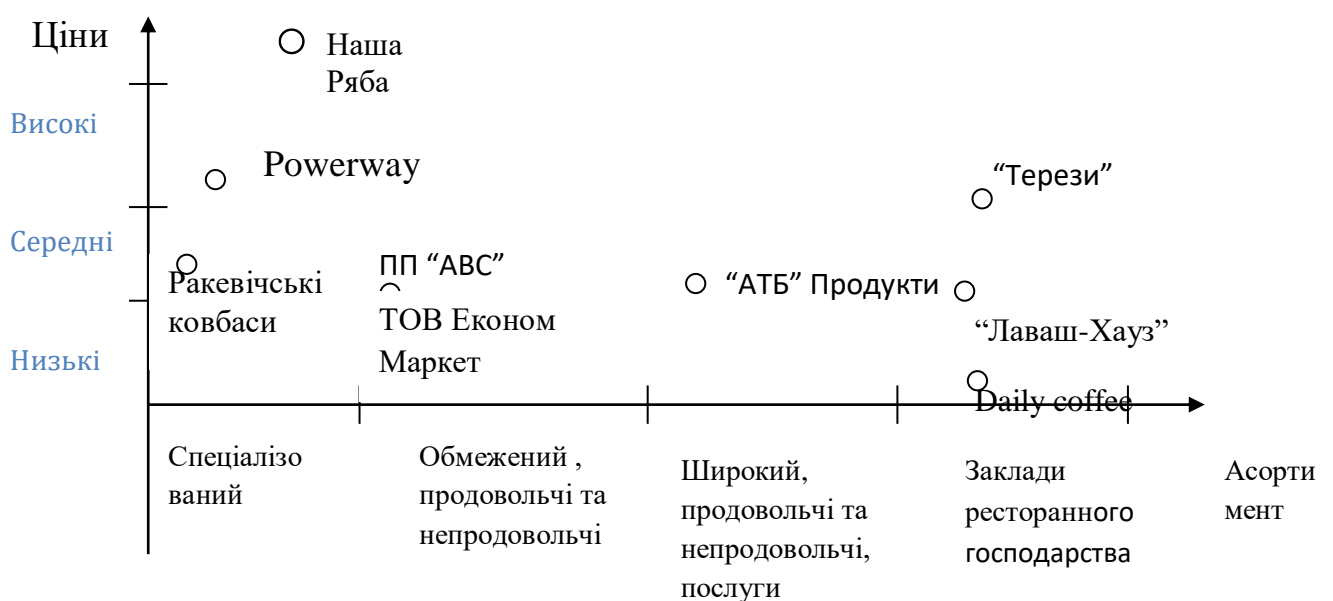 Ціни
Наша
Ряба
Високі
Powerway
“Терези”
Середні
ПП “АВС”
“АТБ” Продукти
Ракевічські
ковбаси
ТОВ Економ
Маркет
“Лаваш-Хауз”
Низькі
Daily coffee
Спеціалізо
ваний
Обмежений ,
продовольчі та
непродовольчі
Широкий,
продовольчі та
непродовольчі,
послуги
Заклади
ресторанного
господарства
Асорти
мент